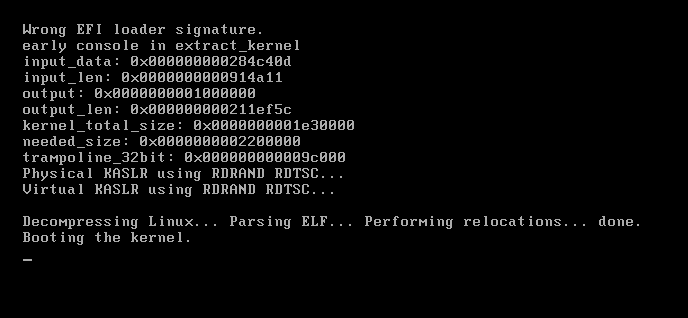 Wrong EFI loader signature.
early console in extract_kernel
input_data: 0x000000000284c40d
input_len: 0x0000000000914a11
output: 0x0000000001000000
output_len: 0x000000000211ef5c
kernel_total_size: 0x0000000001e30000
needed_size: 0x0000000002200000
trampoline_32bit: 0x000000000009c000
Physical KASLR using RDRAND RDTSC...
Virtual KASLR using RDRAND RDTSC...
Decompressing Linux... Parsing ELF... Performing relocations... done.
Booting the kernel.